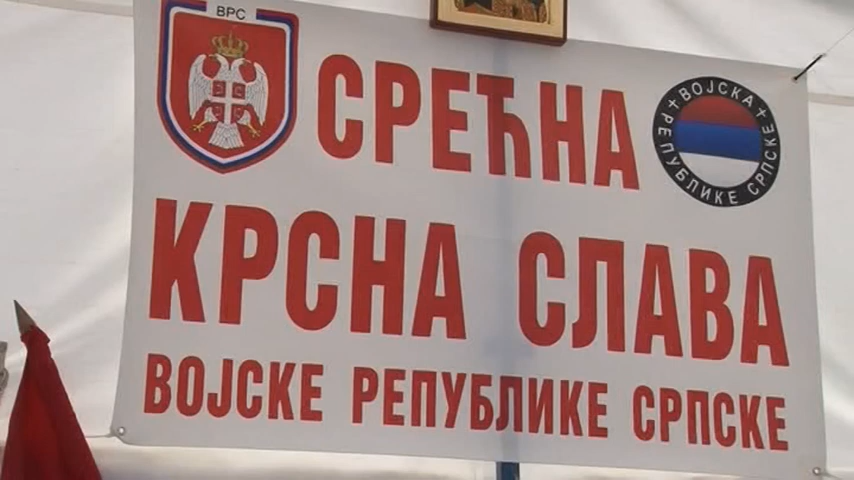 ВРС
СРЕЋНА
ВОЈСКА
РЕПУБЛИКЕ СРПСКЕ
КРСНА СЛАВА
ВОЈСКЕ РЕПУБЛИКЕ СРПСКЕ